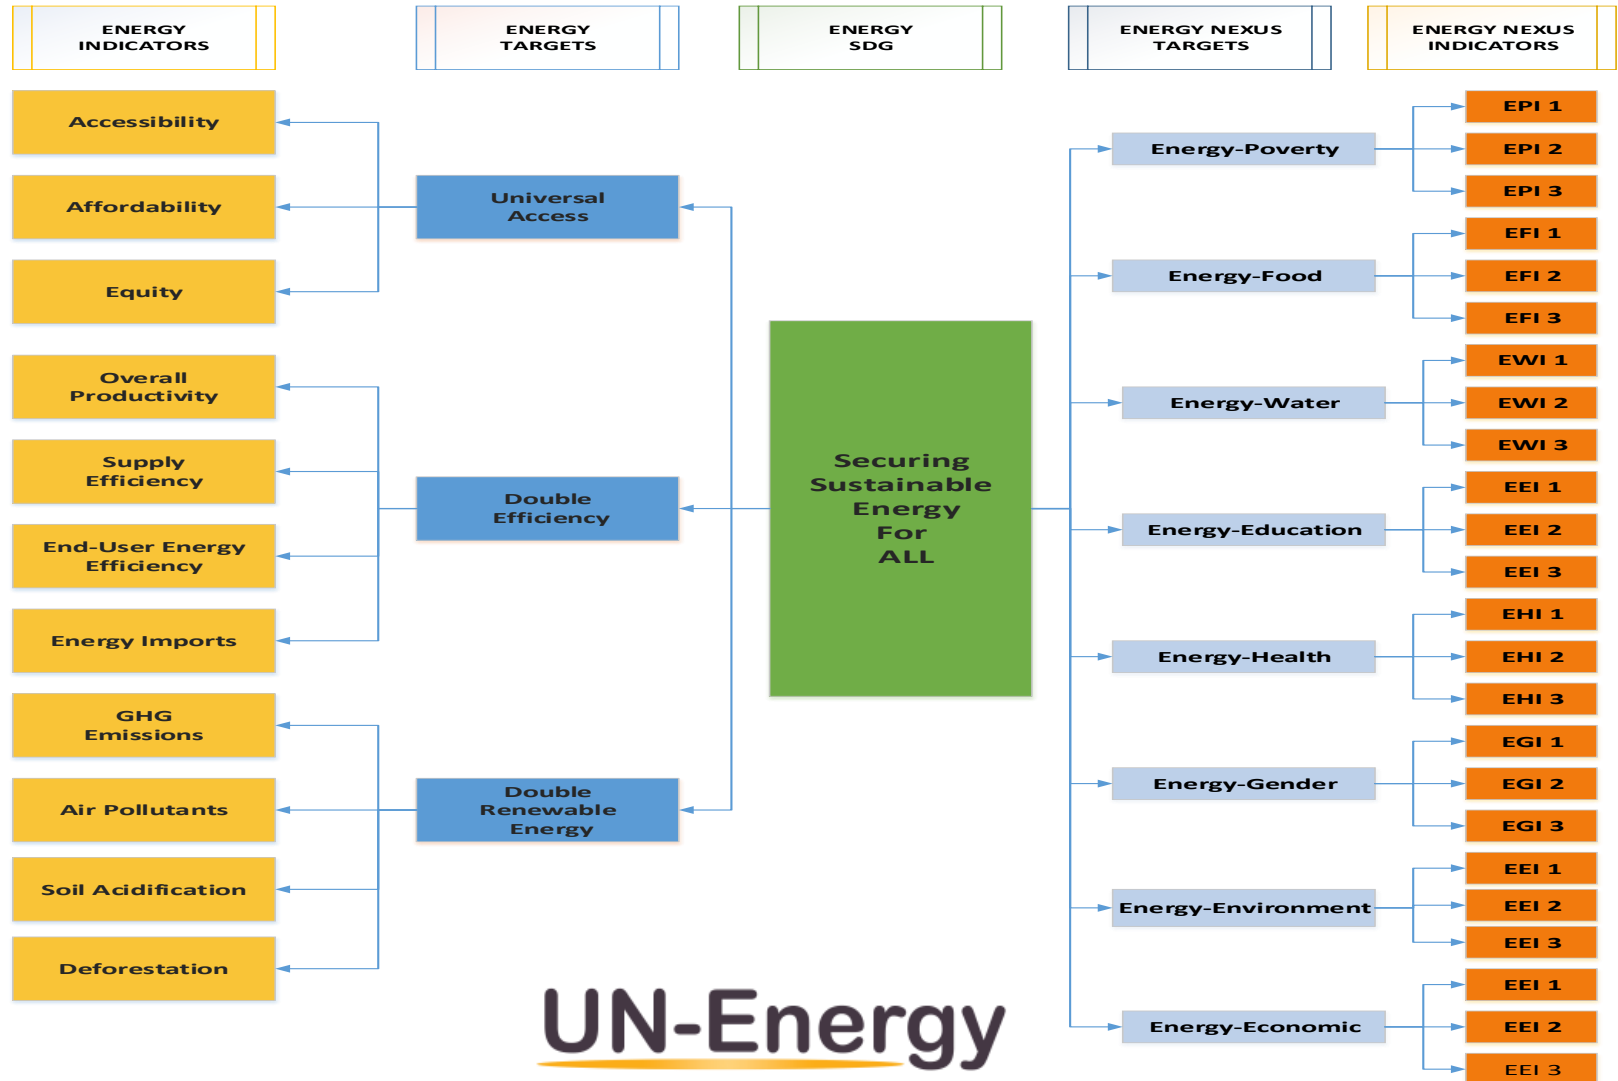 ENERGY
INDICATORS
ENERGY
TARGETS
ENERGY
SDG
ENERGY NEXUS
TARGETS
ENERGY NEXUS
INDICATORS
Accessibility
Affordability
Equity
Overall
Productivity
Supply
Efficiency
End-User Energy
Efficiency
Energy Imports
GHG
Emissions
Air Pollutants
Soil Acidification
Deforestation
Universal
Access
Double
Efficiency
Double
Renewable
Energy
Securing
Sustainable
Energy
For
ALL
Energy-Poverty
Energy-Food
Energy-Water
Energy-Education
Energy-Health
Energy-Gender
Energy-Environment
Energy-Economic
EPI 1
EPI 2
EPI 3
EFI 1
EFI 2
EFI 3
EWI 1
EWI 2
EWI 3
EEI 1
EEI 2
EEI 3
EHI 1
EHI 2
EHI 3
EGI 1
EGI 2
EGI 3
EEI 1
EEI 2
EEI 3
EEI 1
EEI 2
EEI 3
UN-Energy